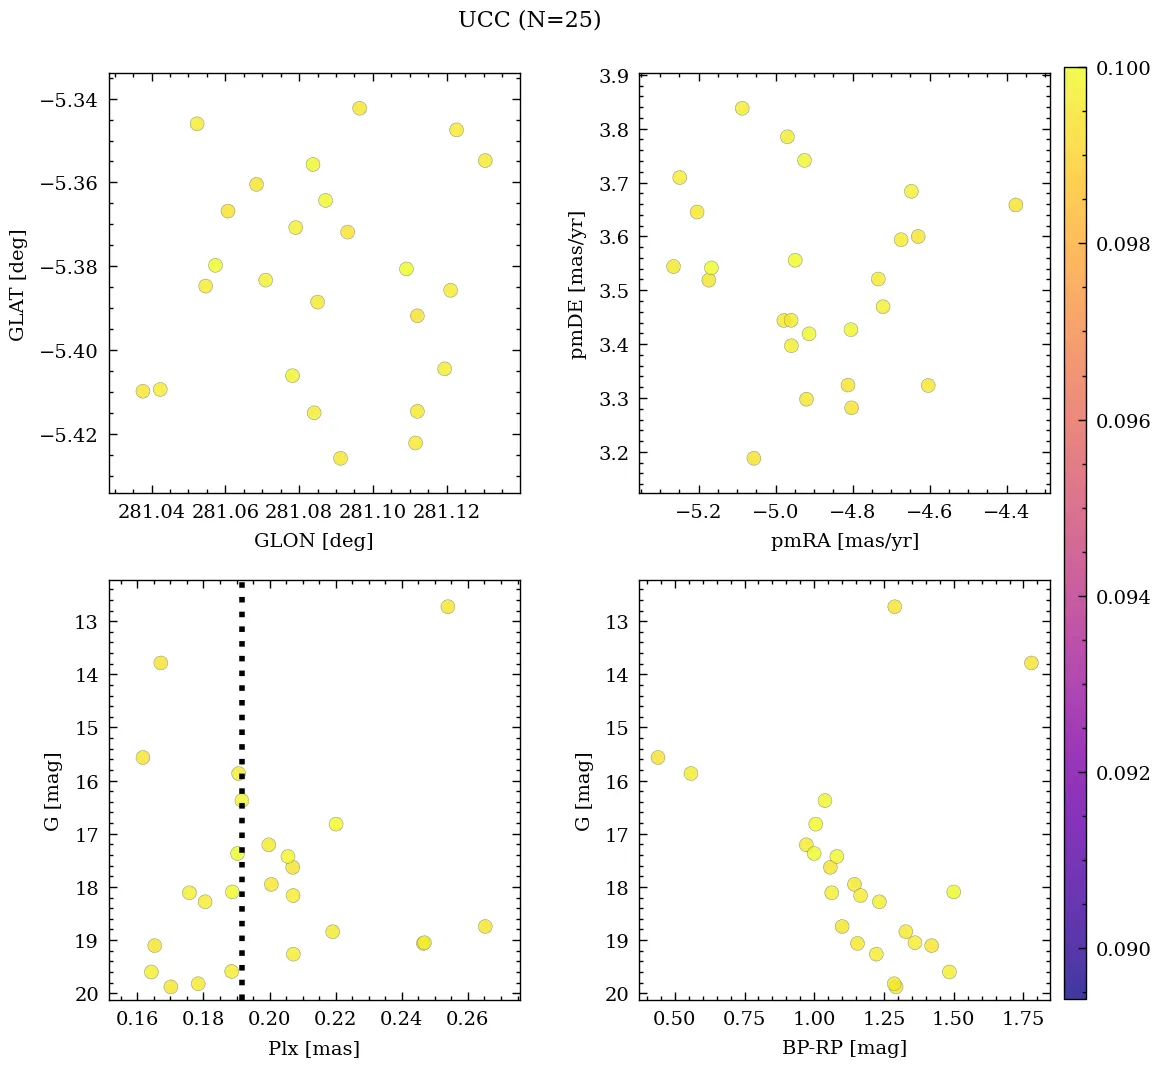 UCC (N=25)
−5.34
−5.36
−5.38
−5.40
−5.42
GLAT [deg]
281.04 281.06 281.08 281.10 281.12
GLON [deg]
3.9
3.8
3.7
3.6
3.5
3.4
3.3
3.2
pmDE [mas/yr]
−5.2 −5.0 −4.8 −4.6 −4.4
pmRA [mas/yr]
13
14
15
16
17
18
19
20
G [mag]
0.16 0.18 0.20 0.22 0.24 0.26
Plx [mas]
13
14
15
16
17
18
19
20
G [mag]
0.50 0.75 1.00 1.25 1.50 1.75
BP-RP [mag]
0.100
0.098
0.096
0.094
0.092
0.090